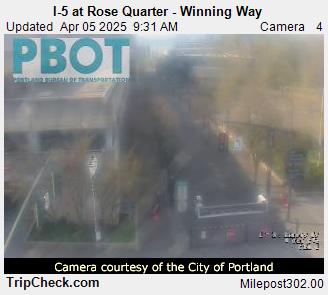 I-5 at Rose Quarter - Winning Way
Updated Apr 05 2025 9:31 AM Camera 4
PBOT
PORTLAND BUREAU OF TRANSPORTATION
Camera courtesy of the City of Portland
TripCheck.com Milepost302.00